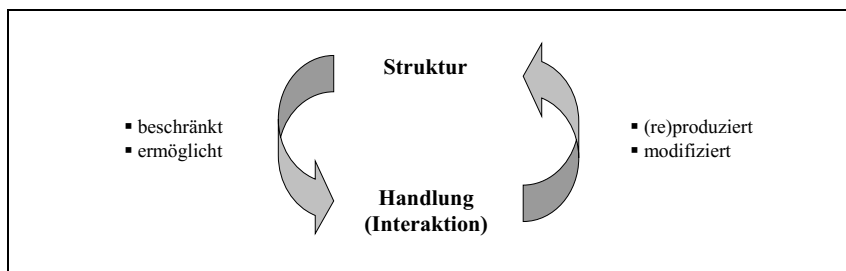 Struktur
▪ beschränkt
▪ ermöglicht
▪ (re)produziert
▪ modifiziert
Handlung
(Interaktion)